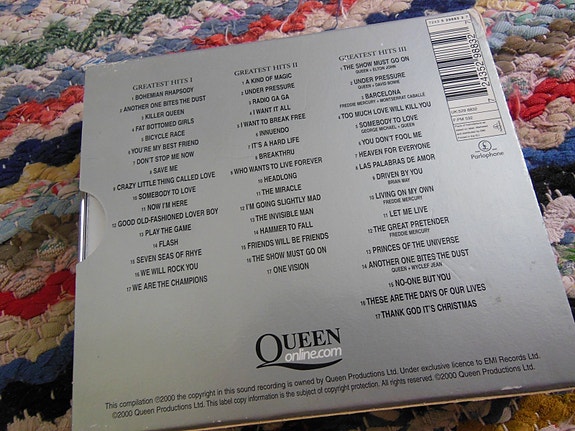 GREATEST HITS I
1 BOHEMIAN RHAPSODY
2 ANOTHER ONE BITES THE DUST
3 KILLER QUEEN
4 FAT BOTTOMED GIRLS
5 BICYCLE RACE
6 YOU'RE MY BEST FRIEND
7 DON'T STOP ME NOW
8 SAVE ME
9 CRAZY LITTLE THING CALLED LOVE
10 SOMEBODY TO LOVE
11 NOW I'M HERE
12 GOOD OLD-FASHIONED LOVER BOY
13 PLAY THE GAME
14 FLASH
15 SEVEN SEAS OF RHYE
16 WE WILL ROCK YOU
17 WE ARE THE CHAMPIONS
GREATEST HITS II
1 A KIND OF MAGIC
2 UNDER PRESSURE
3 RADIO GA GA
4 I WANT IT ALL
5 I WANT TO BREAK FREE
6 INNUENDO
7 IT'S A HARD LIFE
8 BREAKTHRU
9 WHO WANTS TO LIVE FOREVER
10 HEADLONG
11 THE MIRACLE
12 I'M GOING SLIGHTLY MAD
13 THE INVISIBLE MAN
14 HAMMER TO FALL
15 FRIENDS WILL BE FRIENDS
16 THE SHOW MUST GO ON
17 ONE VISION
GREATEST HITS III
1 THE SHOW MUST GO ON
QUEEN + ELTON JOHN
2 UNDER PRESSURE
QUEEN + DAVID BOWIE
3 BARCELONA
FREDDIE MERCURY + MONTSERRAT CABALLE
4 TOO MUCH LOVE WILL KILL YOU
5 SOMEBODY TO LOVE
GEORGE MICHAEL + QUEEN
6 YOU DON'T FOOL ME
7 HEAVEN FOR EVERYONE
8 LAS PALABRAS DE AMOR
9 DRIVEN BY YOU
BRIAN MAY
10 LIVING ON MY OWN
FREDDIE MERCURY
11 LET ME LIVE
12 THE GREAT PRETENDER
FREDDIE MERCURY
13 PRINCES OF THE UNIVERSE
14 ANOTHER ONE BITES THE DUST
QUEEN + WYCLEF JEAN
15 NO-ONE BUT YOU
16 THESE ARE THE DAYS OF OUR LIVES
17 THANK GOD IT'S CHRISTMAS
24352 98832
Parlophone
QUEEN
online.com
This compilation ℗2000 the copyright in this sound recording is owned by Queen Productions Ltd. Under exclusive licence to EMI Records Ltd.
©2000 Queen Productions Ltd. This label copy information is the subject of copyright protection. All rights reserved. ©2000 Queen Productions Ltd.